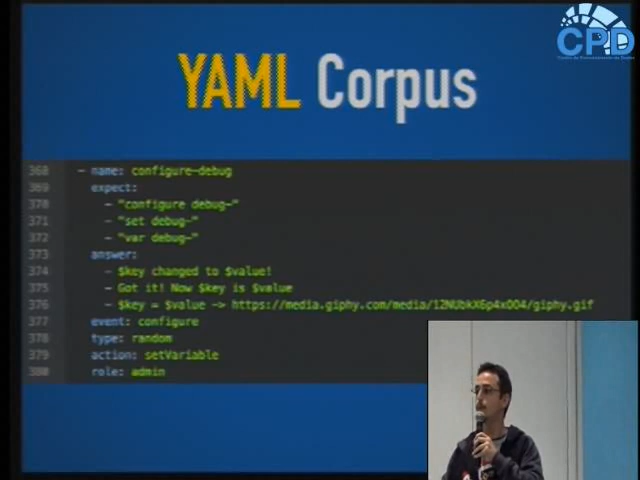 CPD
YAML Corpus
368 - name: configure-debug
369 expect:
370 - "configure debug-"
371 - "set debug-"
372 - "var debug-"
373 answer:
374 - $key changed to $value!
375 - Got it! Now $key is $value
376 - $key = $value -> https://media.giphy.com/media/12NUbkX6p4xOO4/giphy.gif
377 event: configure
378 type: random
379 action: setVariable
380 role: admin